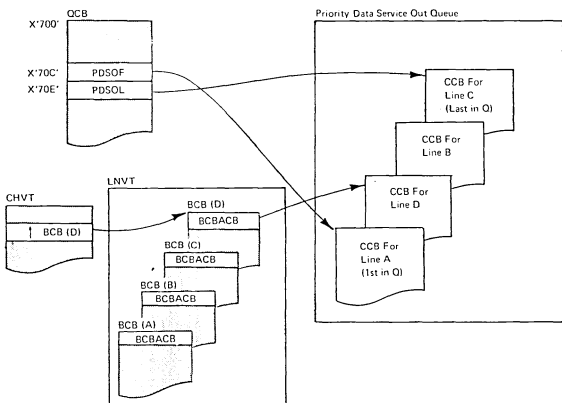 QCB
X'700'
X'70C' PDSOF
X'70E' PDSOL
Priority Data Service Out Queue
CCB For
Line C
(Last in Q)
CCB For
Line B
CCB For
Line D
CCB For
Line A
(1st in Q)
CHVT
↑ BCB (D)
LNVT
BCB (D)
BCBACB
BCB (C)
BCBACB
BCB (B)
BCBACB
BCB (A)
BCBACB